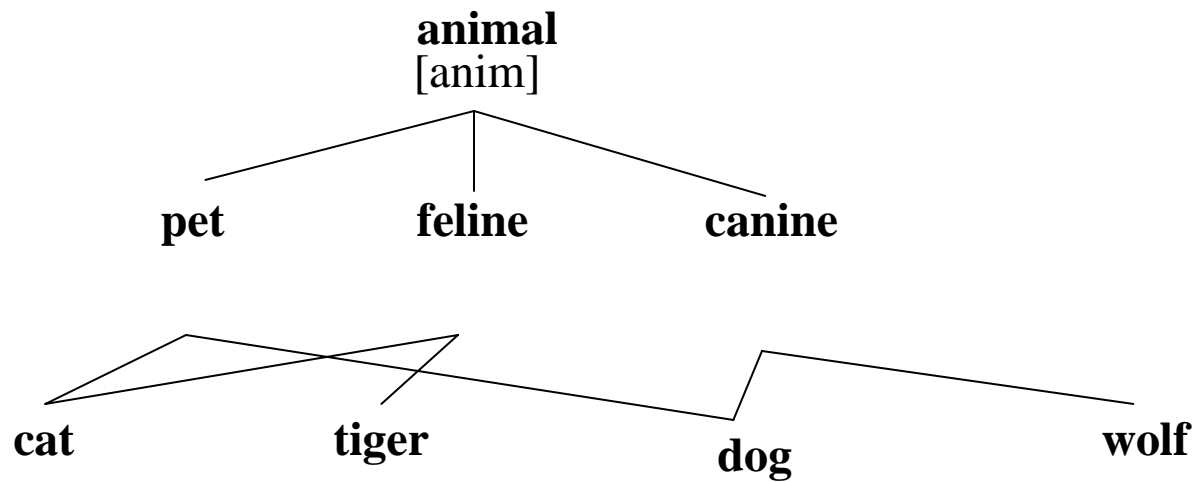 animal
[anim]
pet feline canine
cat tiger dog wolf